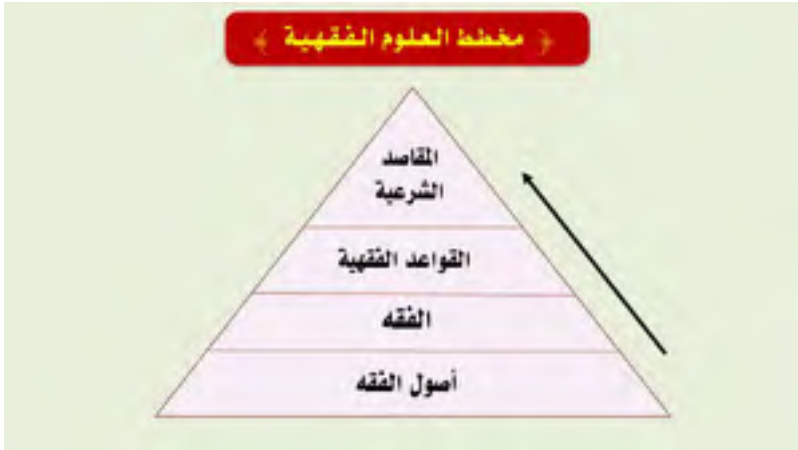 ﴿ مخطط العلوم الفقهية ﴾
المقاصد
الشرعية
القواعد الفقهية
الفقه
أصول الفقه